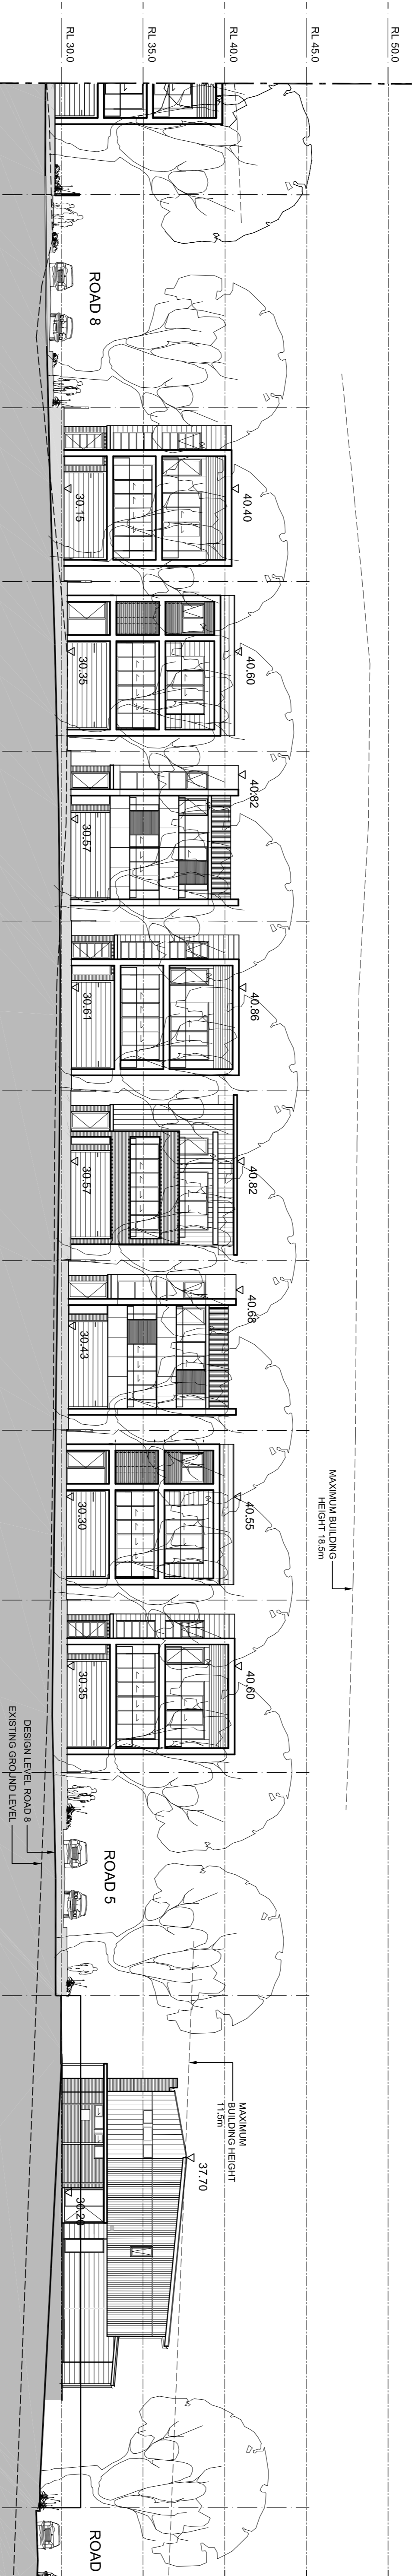 RL 50.0
RL 45.0
RL 40.0
RL 35.0
RL 30.0
ROAD 8
40.40
30.15
40.60
30.35
40.82
30.57
40.86
30.61
40.82
30.57
40.68
30.43
MAXIMUM BUILDING
HEIGHT 18.5m
40.55
30.30
40.60
30.35
DESIGN LEVEL ROAD 8
EXISTING GROUND LEVEL
ROAD 5
MAXIMUM
BUILDING HEIGHT
11.5m
37.70
30.20
ROAD